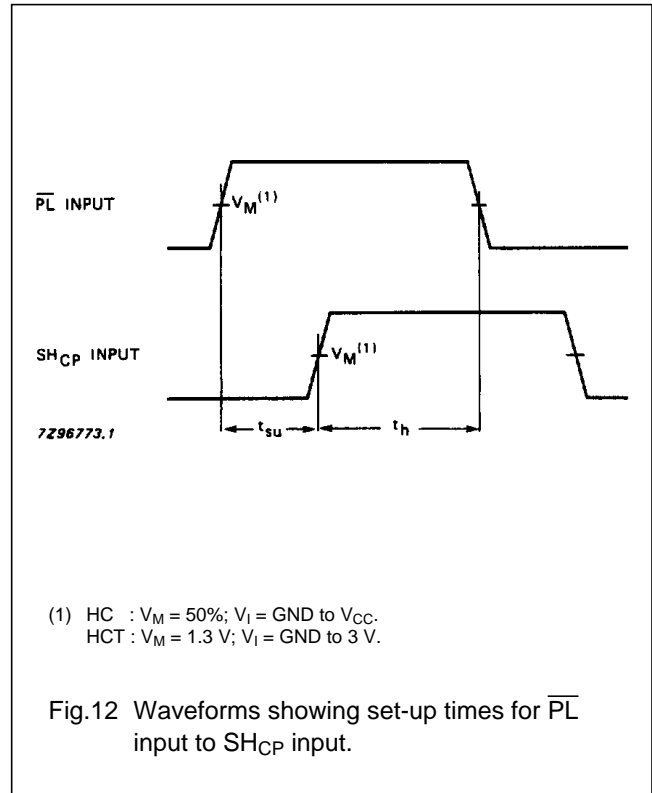 P̅L̅ INPUT
V_M(1)
SH_CP INPUT
V_M(1)
t_su
t_h
7Z96773.1
(1) HC : V_M = 50%; V_I = GND to V_CC.
HCT : V_M = 1.3 V; V_I = GND to 3 V.
Fig.12 Waveforms showing set-up times for P̅L̅
input to SH_CP input.